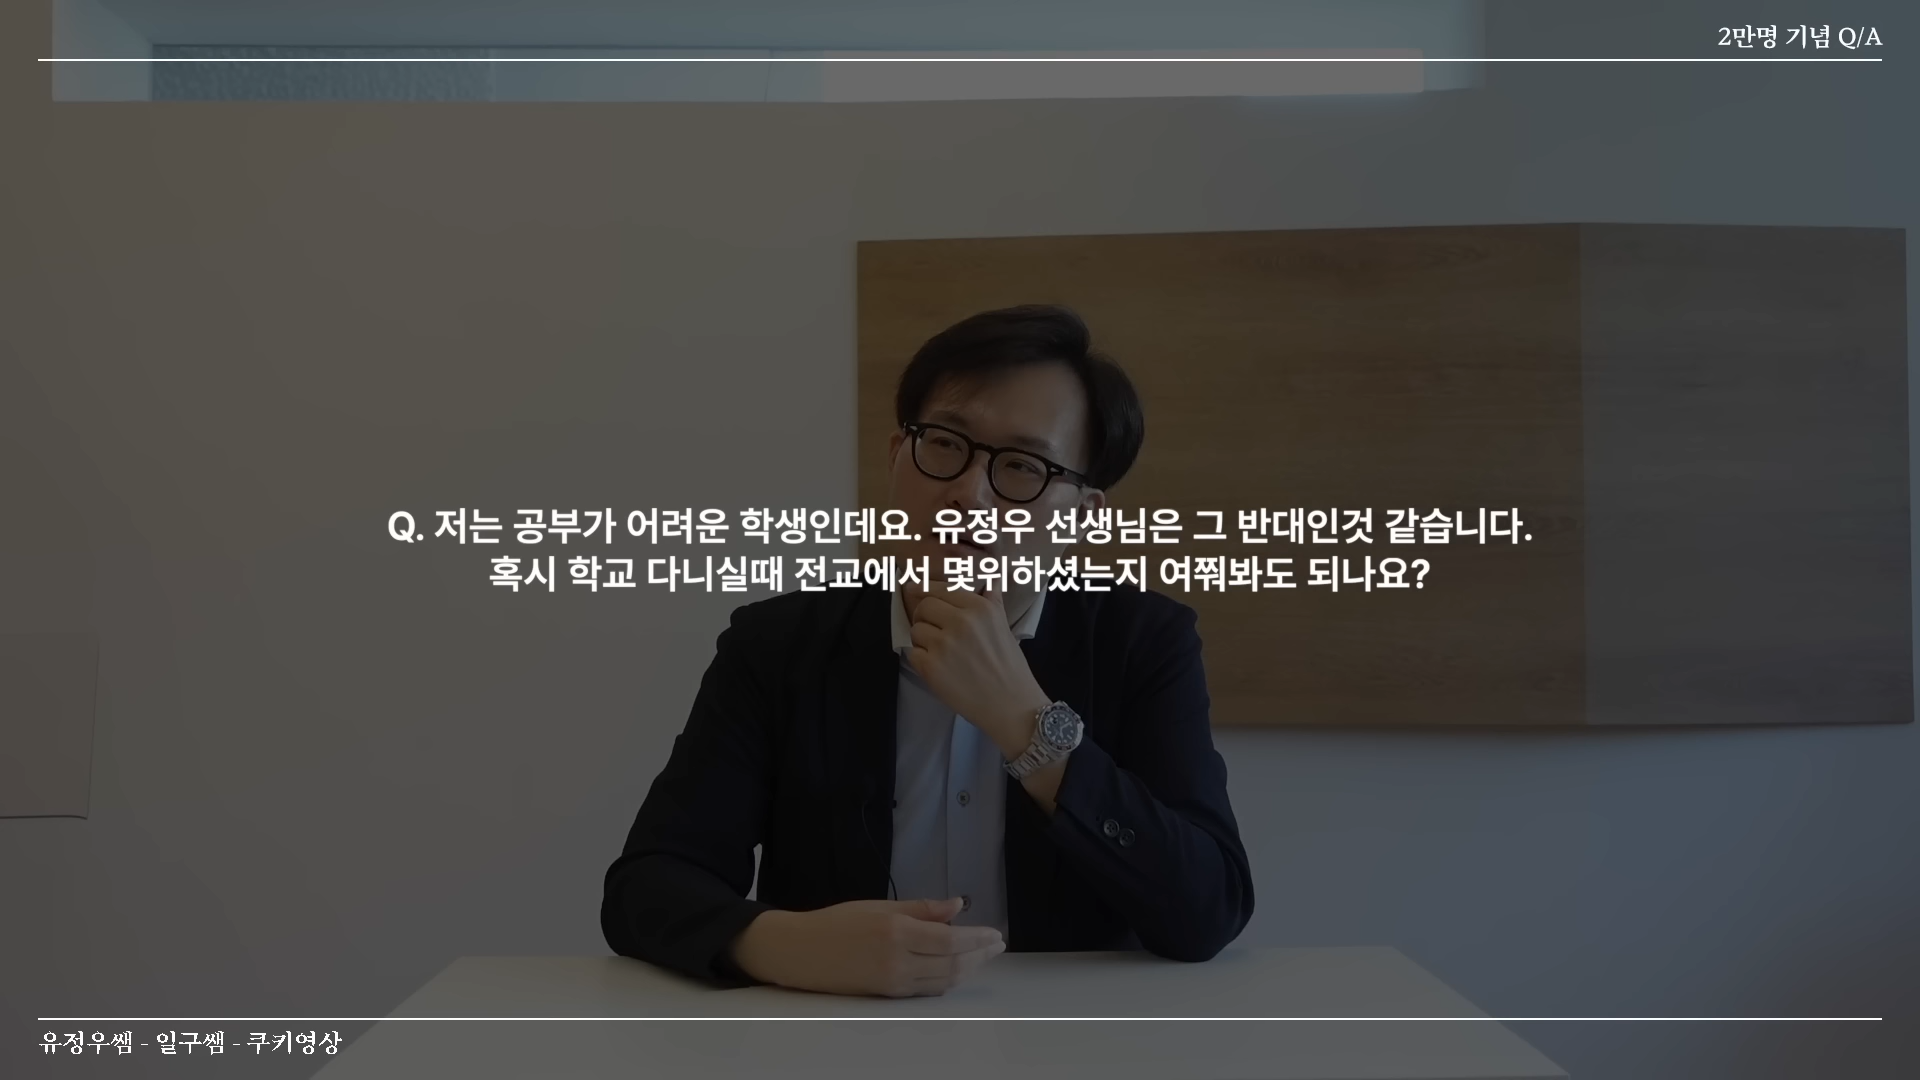 2만명 기념 Q/A
Q. 저는 공부가 어려운 학생인데요. 유정우 선생님은 그 반대인것 같습니다.
혹시 학교 다니실때 전교에서 몇위하셨는지 여쭤봐도 되나요?
유정우쌤 - 일구쌤 - 쿠키영상